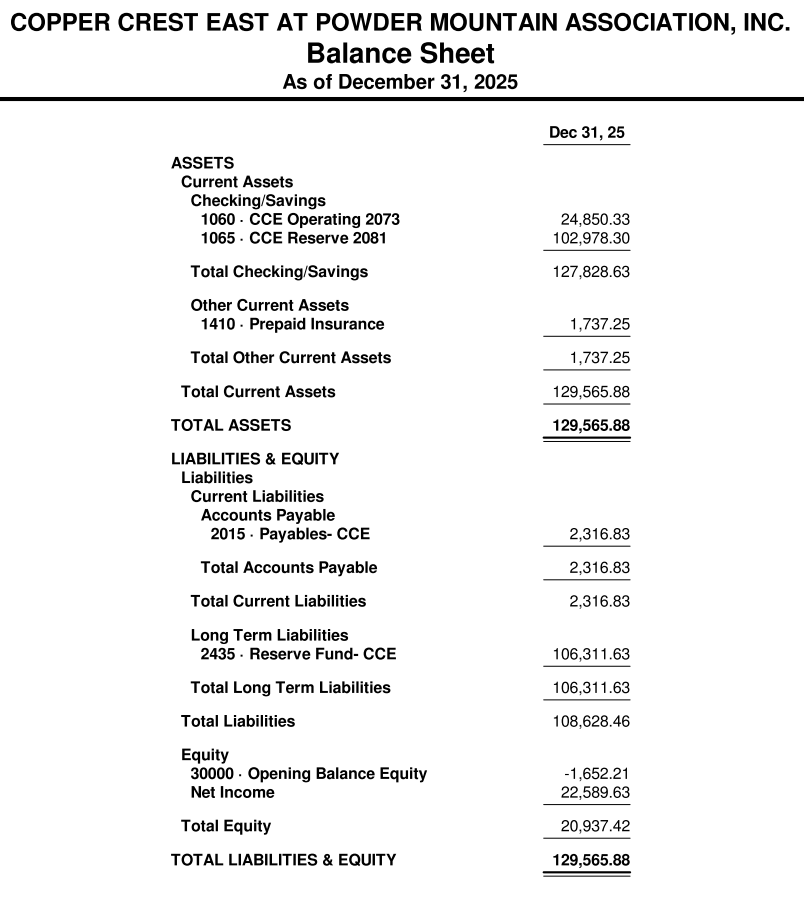 COPPER CREST EAST AT POWDER MOUNTAIN ASSOCIATION, INC.
Balance Sheet
As of December 31, 2025
Dec 31, 25
ASSETS
Current Assets
Checking/Savings
1060 · CCE Operating 2073 24,850.33
1065 · CCE Reserve 2081 102,978.30
Total Checking/Savings 127,828.63
Other Current Assets
1410 · Prepaid Insurance 1,737.25
Total Other Current Assets 1,737.25
Total Current Assets 129,565.88
TOTAL ASSETS 129,565.88
LIABILITIES & EQUITY
Liabilities
Current Liabilities
Accounts Payable
2015 · Payables- CCE 2,316.83
Total Accounts Payable 2,316.83
Total Current Liabilities 2,316.83
Long Term Liabilities
2435 · Reserve Fund- CCE 106,311.63
Total Long Term Liabilities 106,311.63
Total Liabilities 108,628.46
Equity
30000 · Opening Balance Equity -1,652.21
Net Income 22,589.63
Total Equity 20,937.42
TOTAL LIABILITIES & EQUITY 129,565.88